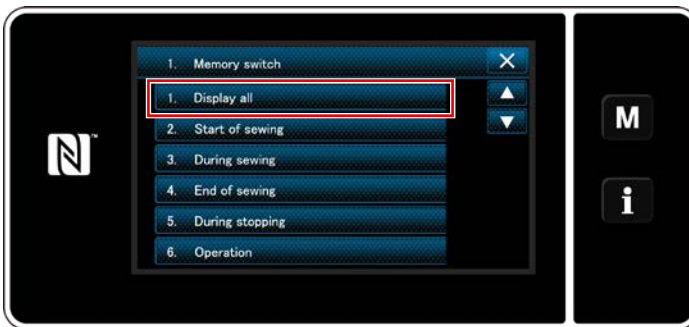 1. Memory switch
1. Display all
2. Start of sewing
3. During sewing
4. End of sewing
5. During stopping
6. Operation
M
i